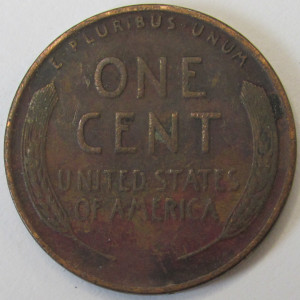 E·PLURIBUS·UNUM
ONE
CENT
UNITED·STATES
OF·AMERICA